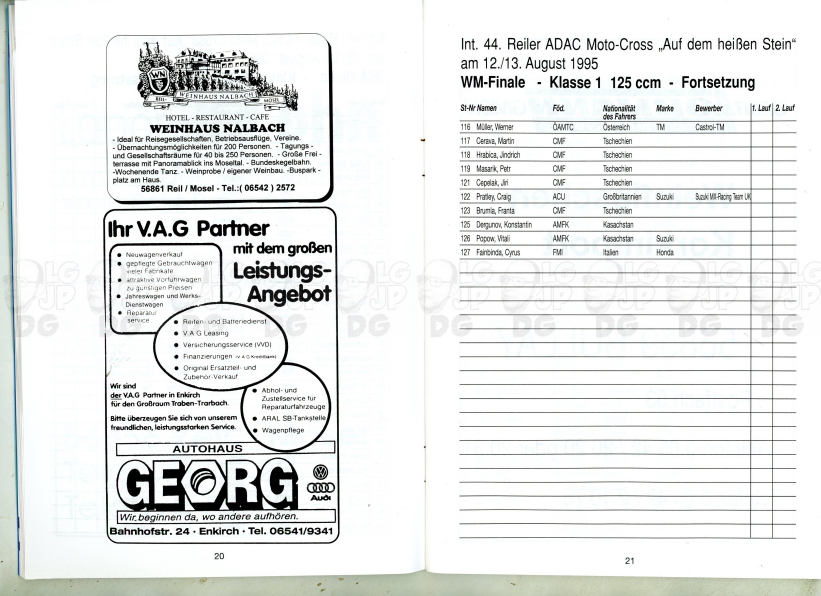 WN
WEINHAUS NALBACH
REIL - MOSEL
HOTEL - RESTAURANT - CAFE
WEINHAUS NALBACH
- Ideal für Reisegesellschaften, Betriebsausflüge, Vereine.
- Übernachtungsmöglichkeiten für 200 Personen. - Tagungs -
und Gesellschaftsräume für 40 bis 250 Personen. - Große Frei -
terrasse mit Panoramablick ins Moseltal. - Bundeskegelbahn.
-Wochenende Tanz. - Weinprobe / eigener Weinbau. -Buspark -
platz am Haus.
56861 Reil / Mosel - Tel.:( 06542 ) 2572
Ihr V.A.G Partner
mit dem großen
Leistungs-
Angebot
• Neuwagenverkauf
• gepflegte Gebrauchtwagen
vieler Fabrikate
• attraktive Vorführwagen
zu günstigen Preisen
• Jahreswagen und Werks-
Dienstwagen
• Reparatur
service
• Reifen- und Batteriedienst
• V.A.G Leasing
• Versicherungsservice (VVD)
• Finanzierungen (V.A.G Kreditbank)
• Original Ersatzteil- und
Zubehör-Verkauf
Wir sind
der V.A.G Partner in Enkirch
für den Großraum Traben-Trarbach.
Bitte überzeugen Sie sich von unserem
freundlichen, leistungsstarken Service.
• Abhol- und
Zustellservice für
Reparaturfahrzeuge
• ARAL SB-Tankstelle
• Wagenpflege
AUTOHAUS
GEORG
Audi
Wir beginnen da, wo andere aufhören.
Bahnhofstr. 24 · Enkirch · Tel. 06541/9341
20
Int. 44. Reiler ADAC Moto-Cross „Auf dem heißen Stein“
am 12./13. August 1995
WM-Finale - Klasse 1 125 ccm - Fortsetzung
St-Nr Namen Föd. Nationalität des Fahrers Marke Bewerber 1. Lauf 2. Lauf
116 Müller, Werner ÖAMTC Österreich TM Castrol-TM
117 Cerava, Martin CMF Tschechien
118 Hrabica, Jindrich CMF Tschechien
119 Masarik, Petr CMF Tschechien
121 Cepelak, Jiri CMF Tschechien
122 Pratley, Craig ACU Großbritannien Suzuki Suzuki MX-Racing Team UK
123 Brumla, Franta CMF Tschechien
125 Dergunov, Konstantin AMFK Kasachstan
126 Popow, Vitali AMFK Kasachstan Suzuki
127 Fainbinda, Cyrus FMI Italien Honda
21
LG
JP
DG